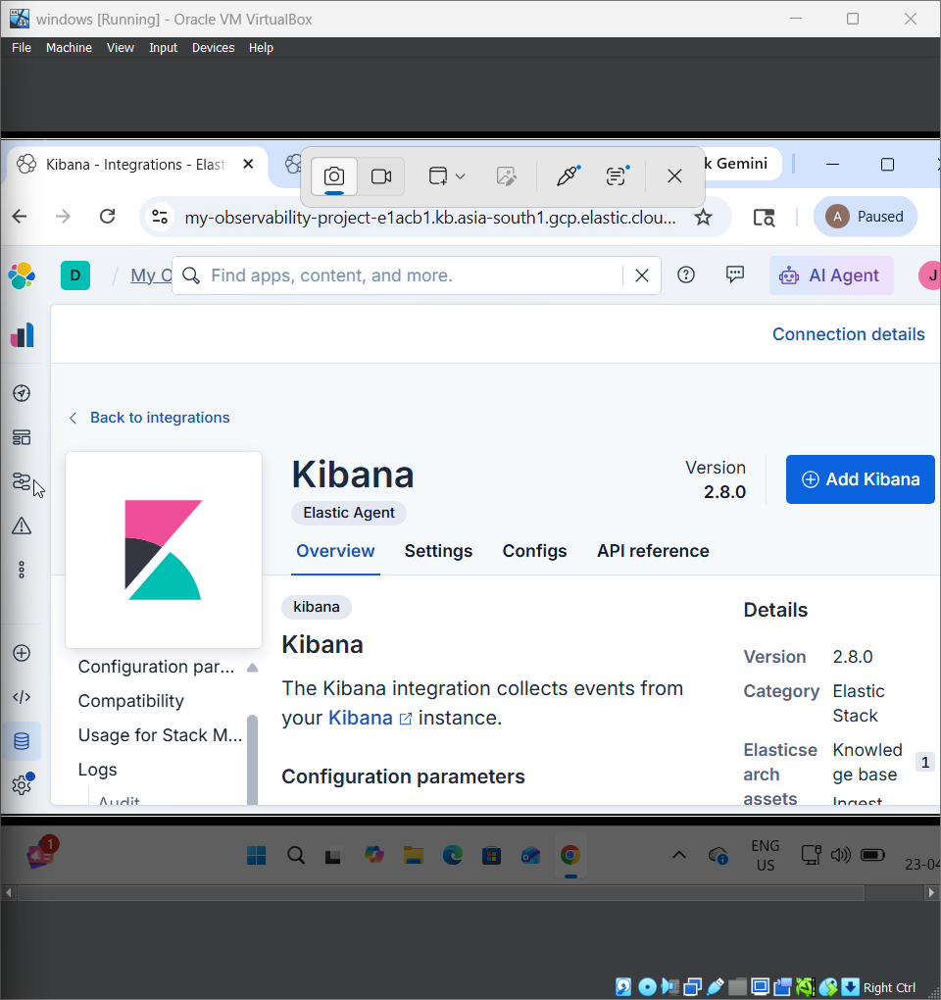 windows [Running] - Oracle VM VirtualBox
File Machine View Input Devices Help
Kibana - Integrations - Elasti
k Gemini
my-observability-project-e1acb1.kb.asia-south1.gcp.elastic.clou...
A Paused
D / My O
Find apps, content, and more.
AI Agent
J
Connection details
Back to integrations
Kibana
Elastic Agent
Version
2.8.0
Add Kibana
Overview Settings Configs API reference
kibana
Kibana
The Kibana integration collects events from
your Kibana instance.
Configuration parameters
Configuration par...
Compatibility
Usage for Stack M...
Logs
Audit
Details
Version 2.8.0
Category Elastic
Stack
Elasticse Knowled
arch ge base 1
assets Ingest
1
ENG
US
23-04
Right Ctrl